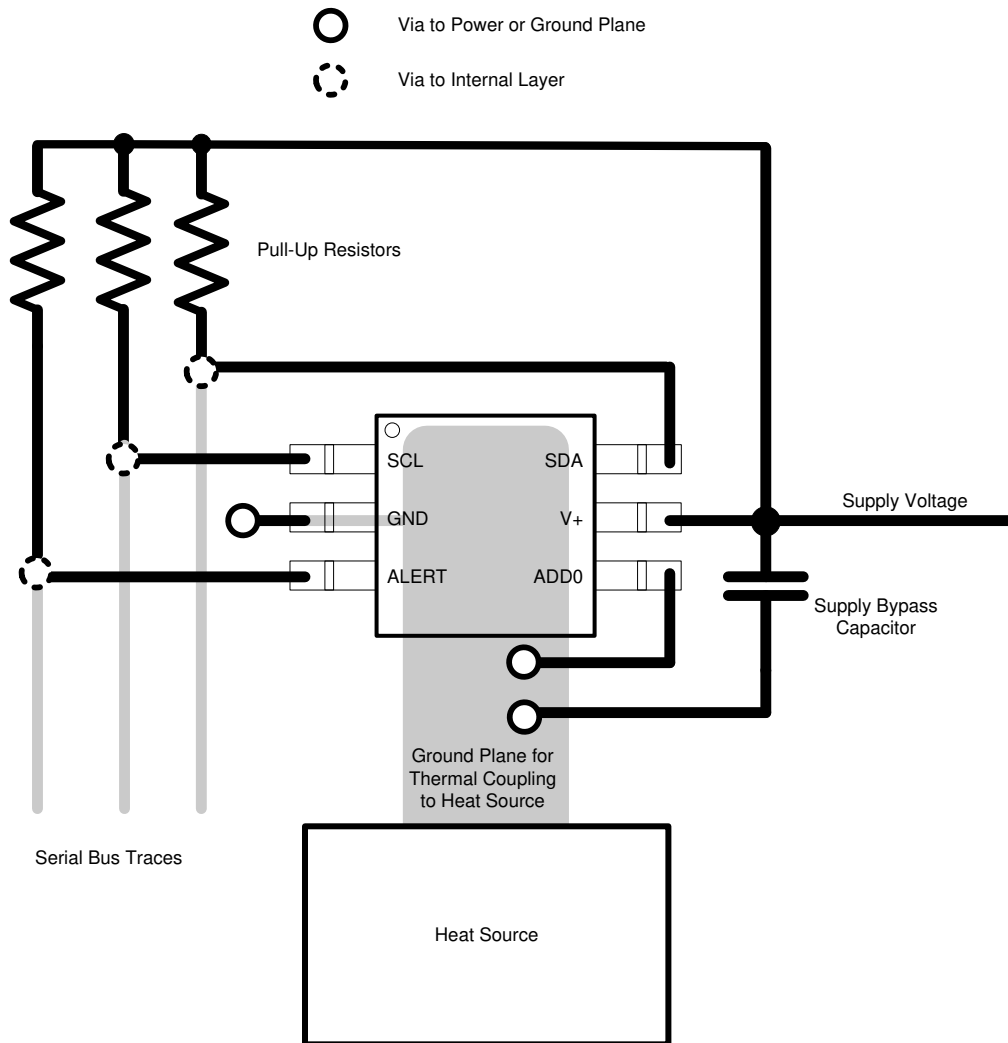 Via to Power or Ground Plane
Via to Internal Layer
Pull-Up Resistors
SCL
SDA
GND
V+
ALERT
ADD0
Supply Voltage
Supply Bypass
Capacitor
Ground Plane for
Thermal Coupling
to Heat Source
Serial Bus Traces
Heat Source